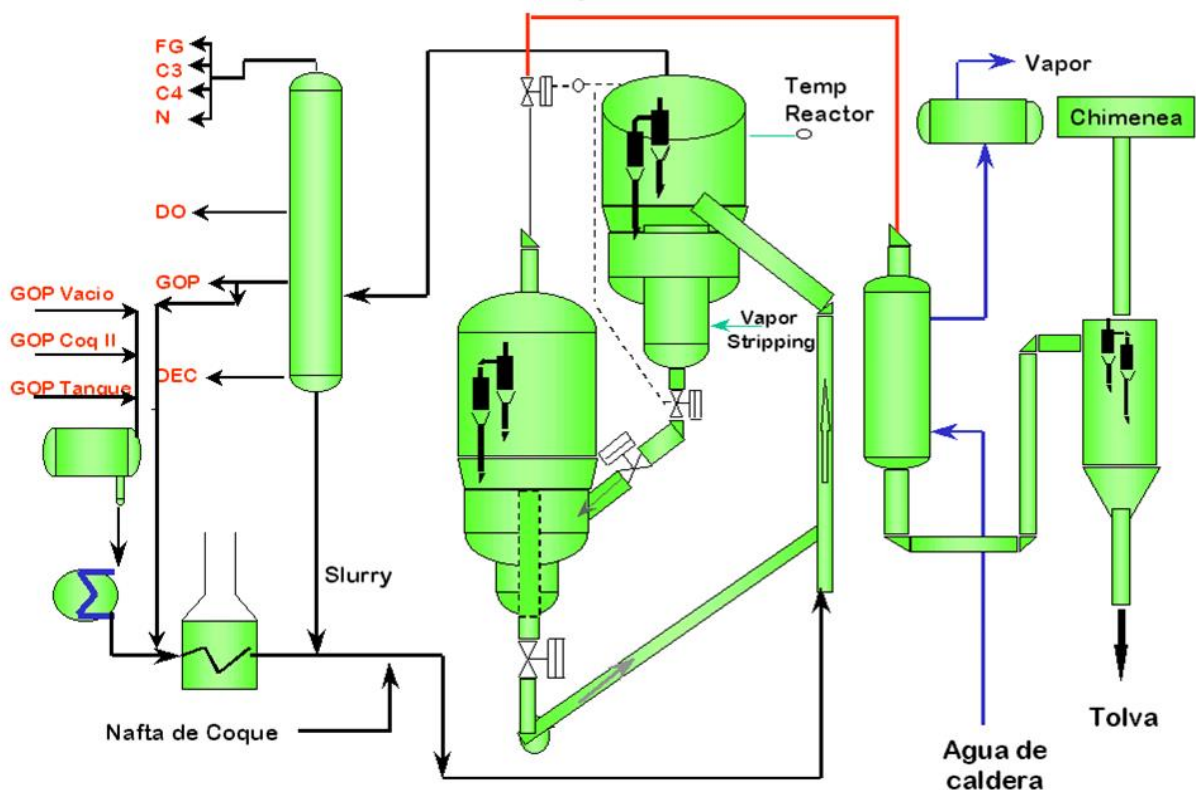 FG
C3
C4
N
DO
GOP
GOP Vacio
GOP Coq II
GOP Tanque
DEC
Slurry
Nafta de Coque
Temp
Reactor
Vapor
Stripping
Vapor
Chimenea
Agua de
caldera
Tolva